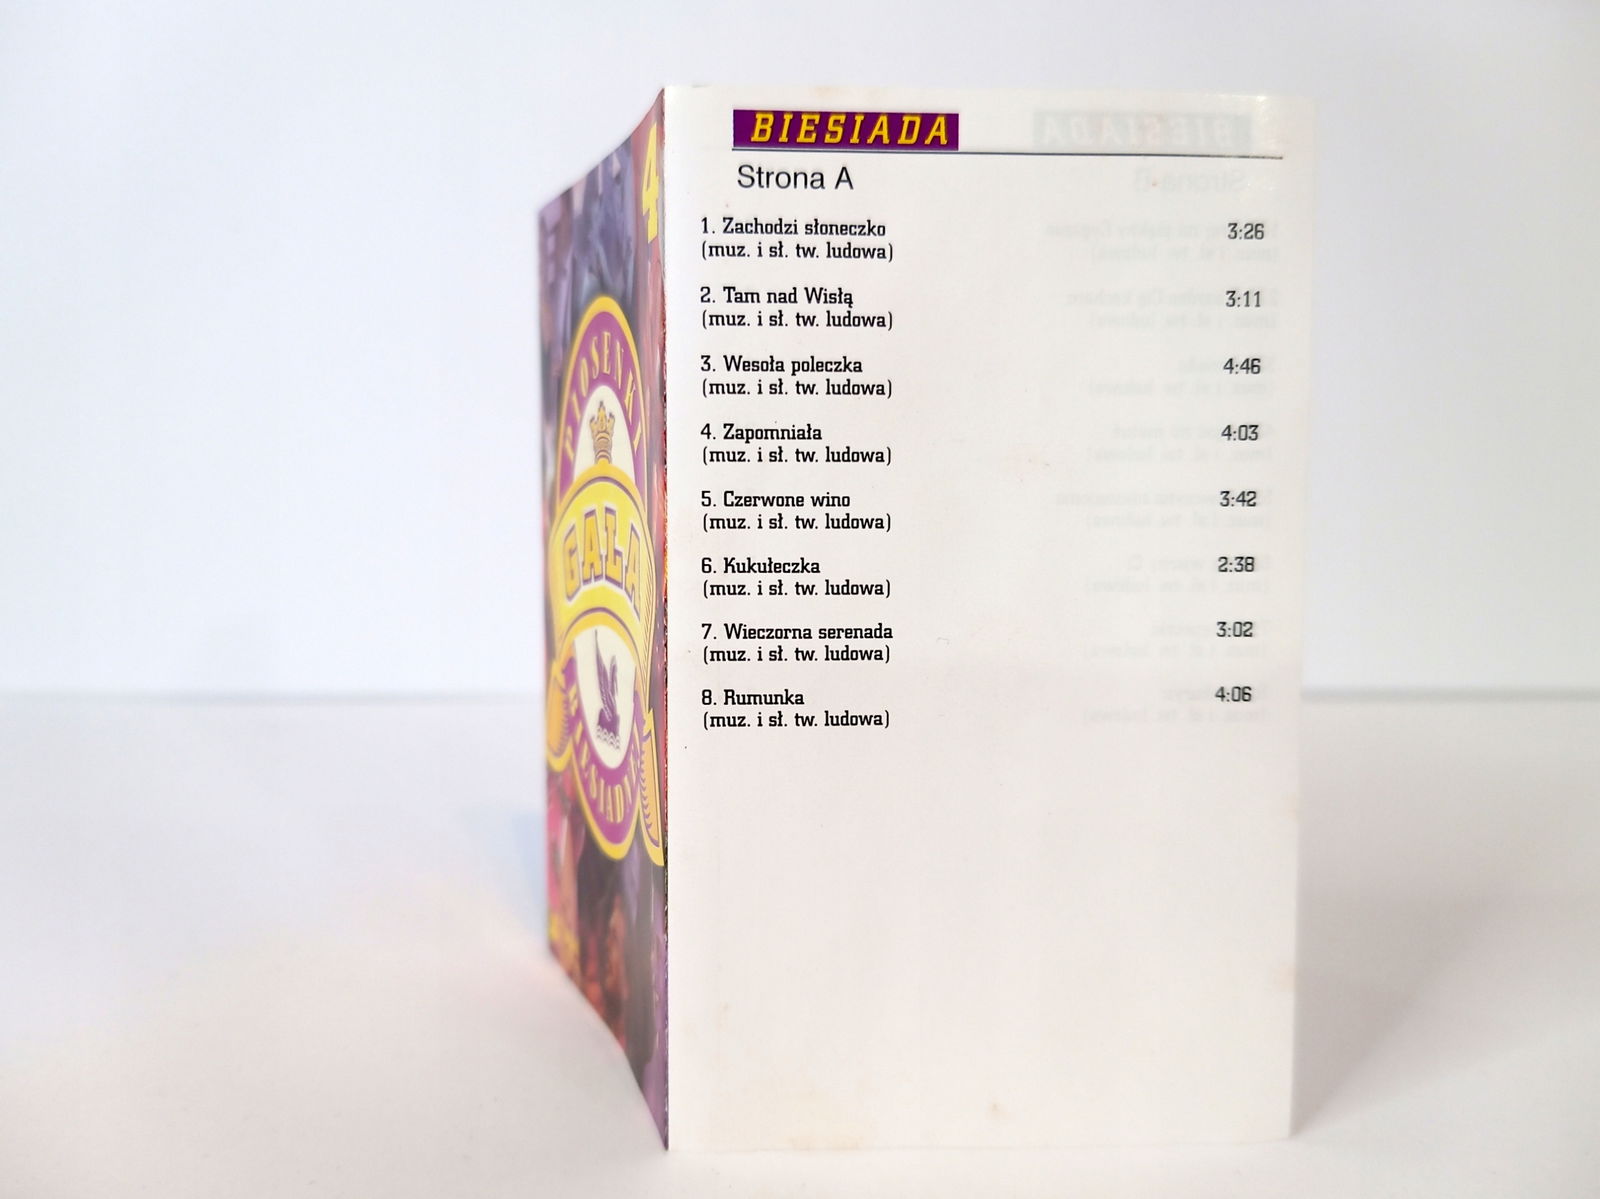 4
PIOSENKI
GALA
BIESIADNE
BIESIADA
Strona A
1. Zachodzi słoneczko 3:26
(muz. i sł. tw. ludowa)
2. Tam nad Wisłą 3:11
(muz. i sł. tw. ludowa)
3. Wesoła poleczka 4:46
(muz. i sł. tw. ludowa)
4. Zapomniała 4:03
(muz. i sł. tw. ludowa)
5. Czerwone wino 3:42
(muz. i sł. tw. ludowa)
6. Kukułeczka 2:38
(muz. i sł. tw. ludowa)
7. Wieczorna serenada 3:02
(muz. i sł. tw. ludowa)
8. Rumunka 4:06
(muz. i sł. tw. ludowa)